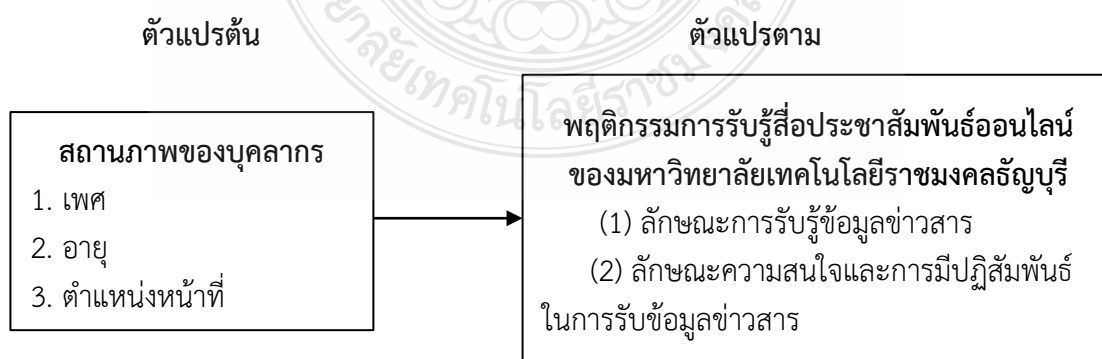 ตัวแปรต้น
ตัวแปรตาม
สถานภาพของบุคลากร
1. เพศ
2. อายุ
3. ตำแหน่งหน้าที่
พฤติกรรมการรับรู้สื่อประชาสัมพันธ์ออนไลน์
ของมหาวิทยาลัยเทคโนโลยีราชมงคลธัญบุรี
(1) ลักษณะการรับรู้ข้อมูลข่าวสาร
(2) ลักษณะความสนใจและการมีปฏิสัมพันธ์
ในการรับข้อมูลข่าวสาร